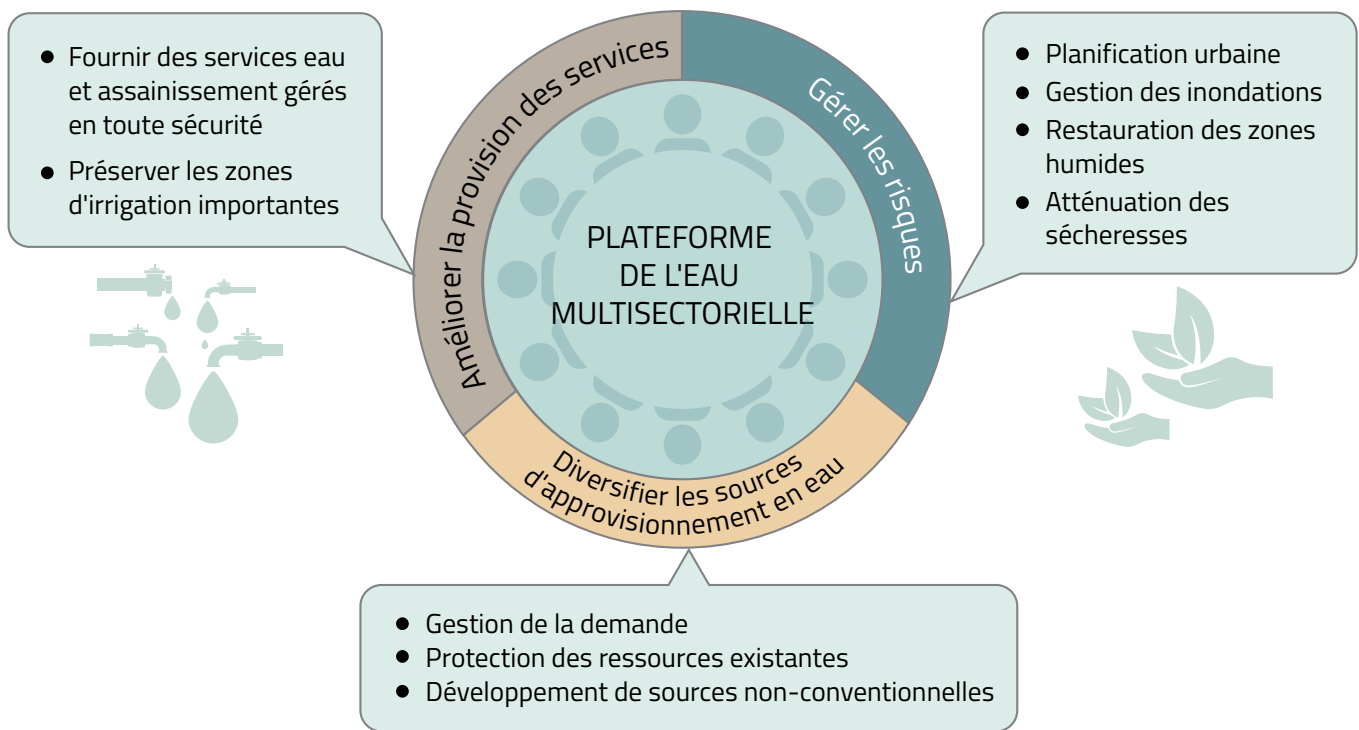 Fournir des services eau
et assainissement gérés
en toute sécurité
Préserver les zones
d'irrigation importantes
Améliorer la provision des services
Gérer les risques
Planification urbaine
Gestion des inondations
Restauration des zones
humides
Atténuation des
sécheresses
PLATEFORME
DE L'EAU
MULTISECTORIELLE
Diversifier les sources
d'approvisionnement en eau
Gestion de la demande
Protection des ressources existantes
Développement de sources non-conventionnelles